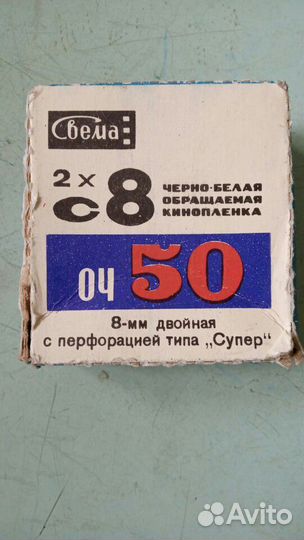 Свема
2 х с8
ЧЕРНО-БЕЛАЯ
ОБРАЩАЕМАЯ
КИНОПЛЕНКА
ОЧ 50
8-мм двойная
с перфорацией типа „Супер"
Avito